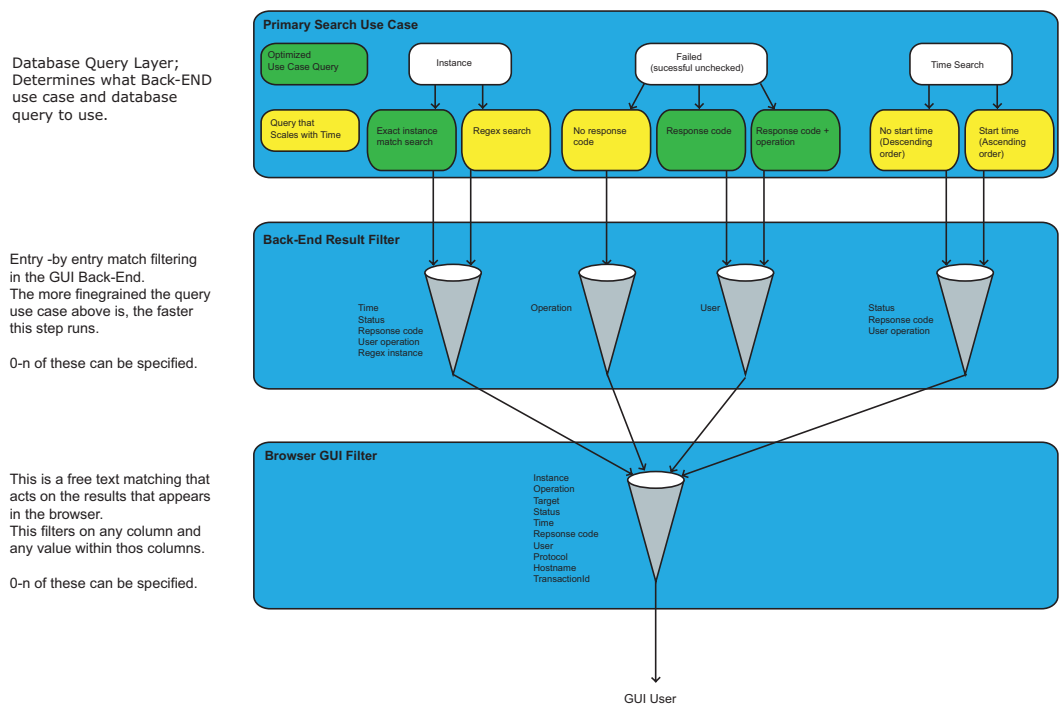 Primary Search Use Case
Database Query Layer;
Determines what Back-END
use case and database
query to use.
Optimized
Use Case Query
Instance
Failed
(sucessful unchecked)
Time Search
Query that
Scales with Time
Exact instance
match search
Regex search
No response
code
Response code
Response code +
operation
No start time
(Descending
order)
Start time
(Ascending
order)
Back-End Result Filter
Entry -by entry match filtering
in the GUI Back-End.
The more finegrained the query
use case above is, the faster
this step runs.
0-n of these can be specified.
Time
Status
Repsonse code
User operation
Regex instance
Operation
User
Status
Repsonse code
User operation
Browser GUI Filter
This is a free text matching that
acts on the results that appears
in the browser.
This filters on any column and
any value within thos columns.
0-n of these can be specified.
Instance
Operation
Target
Status
Time
Repsonse code
User
Protocol
Hostname
TransactionId
GUI User